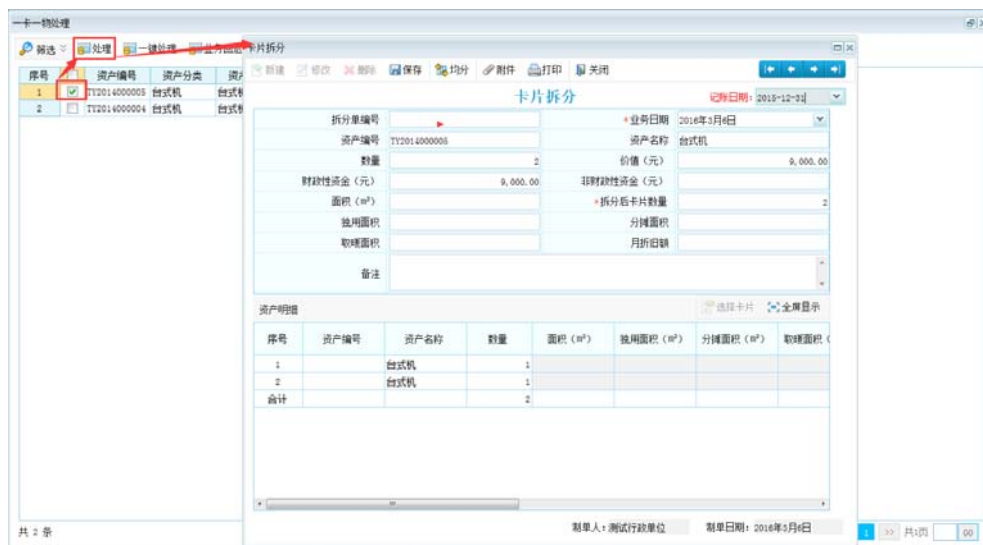 一卡一物处理
筛选 处理 一键处理
序号 资产编号 资产分类
1 TY2014000005 台式机
2 TY2014000004 台式机
共 2 条
卡片拆分
新建 修改 删除 保存 均分 附件 打印 关闭
卡片拆分 记账日期：2015-12-31
拆分单编号 *业务日期 2016年3月6日
资产编号 TY2014000005 资产名称 台式机
数量 2 价值（元） 9,000.00
财政性资金（元） 9,000.00 非财政性资金（元）
面积（m²） *拆分后卡片数量 2
独用面积 分摊面积
取暖面积 月折旧额
备注
资产明细 选择卡片 全屏显示
序号 资产编号 资产名称 数量 面积（m²） 独用面积（m²） 分摊面积（m²） 取暖面积（
1 台式机 1
2 台式机 1
合计 2
制单人：测试行政单位 制单日期：2016年3月6日
1 >> 共1页 GO